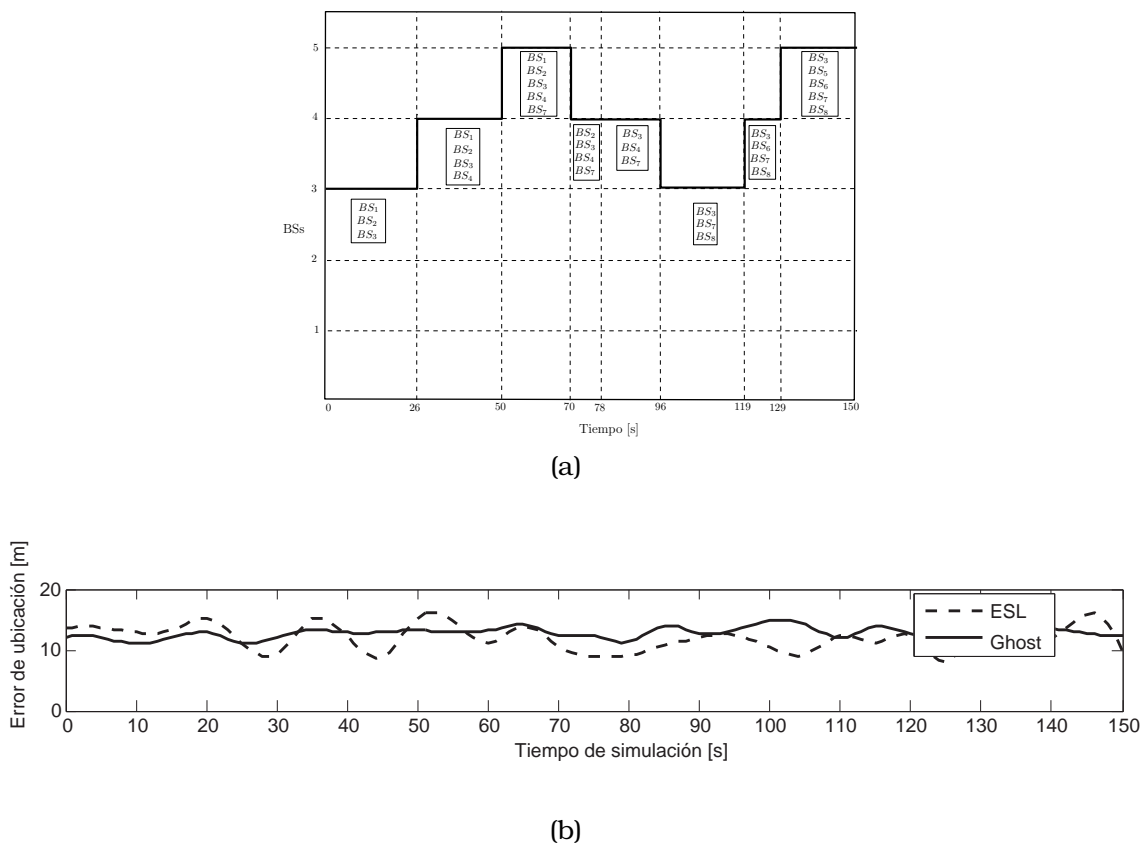 5
BS1
BS2
BS3
BS4
BS7
4
BS1
BS2
BS3
BS4
BS2
BS3
BS4
BS7
BS3
BS4
BS7
BS3
BS6
BS7
BS8
BS3
BS5
BS6
BS7
BS8
3
BS1
BS2
BS3
BS3
BS7
BS8
BSs
2
1
0 26 50 70 78 96 119 129 150
Tiempo [s]
(a)
Error de ubicación [m]
20
10
0
ESL
Ghost
0 10 20 30 40 50 60 70 80 90 100 110 120 130 140 150
Tiempo de simulación [s]
(b)